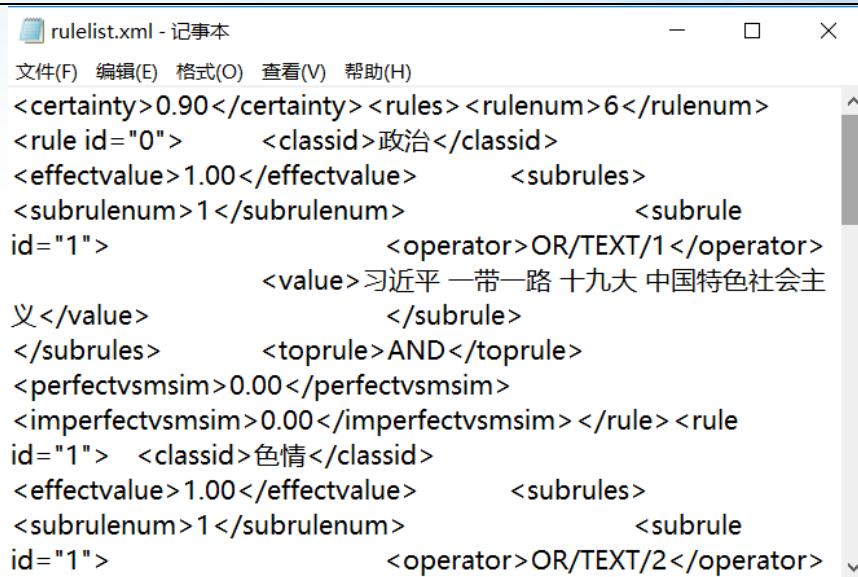 rulelist.xml - 记事本
文件(F) 编辑(E) 格式(O) 查看(V) 帮助(H)
<certainty>0.90</certainty><rules><rulenum>6</rulenum>
<rule id="0"> <classid>政治</classid>
<effectvalue>1.00</effectvalue> <subrules>
<subrulenum>1</subrulenum> <subrule
id="1"> <operator>OR/TEXT/1</operator>
<value>习近平 一带一路 十九大 中国特色社会主
义</value> </subrule>
</subrules> <toprule>AND</toprule>
<perfectvsmsim>0.00</perfectvsmsim>
<imperfectvsmsim>0.00</imperfectvsmsim></rule><rule
id="1"> <classid>色情</classid>
<effectvalue>1.00</effectvalue> <subrules>
<subrulenum>1</subrulenum> <subrule
id="1"> <operator>OR/TEXT/2</operator>